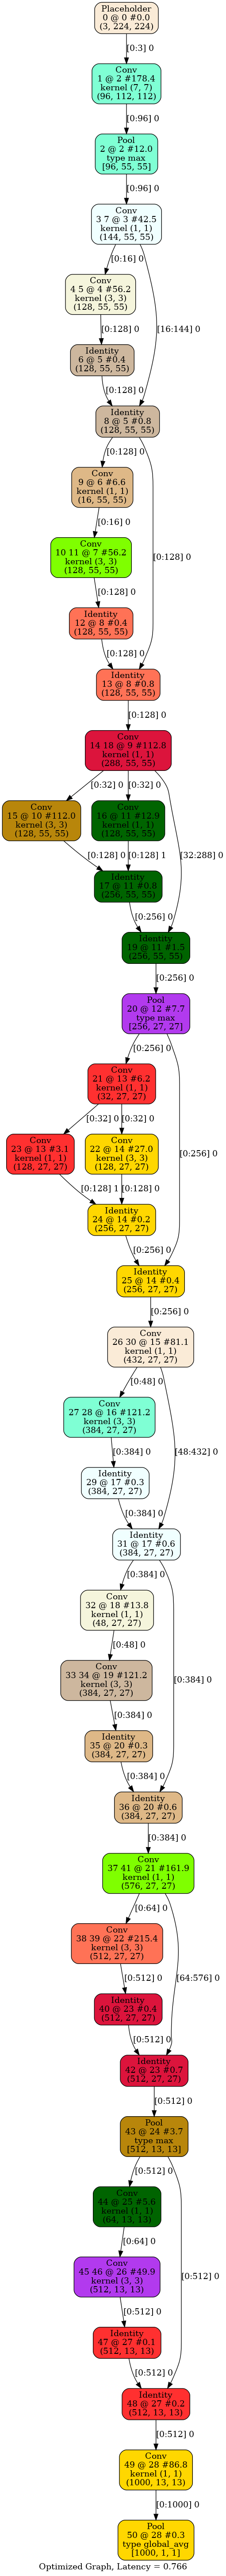 Placeholder
0 @ 0 #0.0
(3, 224, 224)
[0:3] 0
Conv
1 @ 2 #178.4
kernel (7, 7)
(96, 112, 112)
[0:96] 0
Pool
2 @ 2 #12.0
type max
[96, 55, 55]
[0:96] 0
Conv
3 7 @ 3 #42.5
kernel (1, 1)
(144, 55, 55)
[0:16] 0
Conv
4 5 @ 4 #56.2
kernel (3, 3)
(128, 55, 55)
[16:144] 0
[0:128] 0
Identity
6 @ 5 #0.4
(128, 55, 55)
[0:128] 0
Identity
8 @ 5 #0.8
(128, 55, 55)
[0:128] 0
Conv
9 @ 6 #6.6
kernel (1, 1)
(16, 55, 55)
[0:16] 0
Conv
10 11 @ 7 #56.2
kernel (3, 3)
(128, 55, 55)
[0:128] 0
[0:128] 0
Identity
12 @ 8 #0.4
(128, 55, 55)
[0:128] 0
Identity
13 @ 8 #0.8
(128, 55, 55)
[0:128] 0
Conv
14 18 @ 9 #112.8
kernel (1, 1)
(288, 55, 55)
[0:32] 0
[0:32] 0
Conv
15 @ 10 #112.0
kernel (3, 3)
(128, 55, 55)
Conv
16 @ 11 #12.9
kernel (1, 1)
(128, 55, 55)
[0:128] 0
[0:128] 1
[32:288] 0
Identity
17 @ 11 #0.8
(256, 55, 55)
[0:256] 0
Identity
19 @ 11 #1.5
(256, 55, 55)
[0:256] 0
Pool
20 @ 12 #7.7
type max
[256, 27, 27]
[0:256] 0
Conv
21 @ 13 #6.2
kernel (1, 1)
(32, 27, 27)
[0:32] 0
[0:32] 0
Conv
23 @ 13 #3.1
kernel (1, 1)
(128, 27, 27)
Conv
22 @ 14 #27.0
kernel (3, 3)
(128, 27, 27)
[0:256] 0
[0:128] 1
[0:128] 0
Identity
24 @ 14 #0.2
(256, 27, 27)
[0:256] 0
Identity
25 @ 14 #0.4
(256, 27, 27)
[0:256] 0
Conv
26 30 @ 15 #81.1
kernel (1, 1)
(432, 27, 27)
[0:48] 0
Conv
27 28 @ 16 #121.2
kernel (3, 3)
(384, 27, 27)
[48:432] 0
[0:384] 0
Identity
29 @ 17 #0.3
(384, 27, 27)
[0:384] 0
Identity
31 @ 17 #0.6
(384, 27, 27)
[0:384] 0
Conv
32 @ 18 #13.8
kernel (1, 1)
(48, 27, 27)
[0:48] 0
Conv
33 34 @ 19 #121.2
kernel (3, 3)
(384, 27, 27)
[0:384] 0
[0:384] 0
Identity
35 @ 20 #0.3
(384, 27, 27)
[0:384] 0
Identity
36 @ 20 #0.6
(384, 27, 27)
[0:384] 0
Conv
37 41 @ 21 #161.9
kernel (1, 1)
(576, 27, 27)
[0:64] 0
Conv
38 39 @ 22 #215.4
kernel (3, 3)
(512, 27, 27)
[0:512] 0
[64:576] 0
Identity
40 @ 23 #0.4
(512, 27, 27)
[0:512] 0
Identity
42 @ 23 #0.7
(512, 27, 27)
[0:512] 0
Pool
43 @ 24 #3.7
type max
[512, 13, 13]
[0:512] 0
Conv
44 @ 25 #5.6
kernel (1, 1)
(64, 13, 13)
[0:64] 0
Conv
45 46 @ 26 #49.9
kernel (3, 3)
(512, 13, 13)
[0:512] 0
[0:512] 0
Identity
47 @ 27 #0.1
(512, 13, 13)
[0:512] 0
Identity
48 @ 27 #0.2
(512, 13, 13)
[0:512] 0
Conv
49 @ 28 #86.8
kernel (1, 1)
(1000, 13, 13)
[0:1000] 0
Pool
50 @ 28 #0.3
type global_avg
[1000, 1, 1]
Optimized Graph, Latency = 0.766